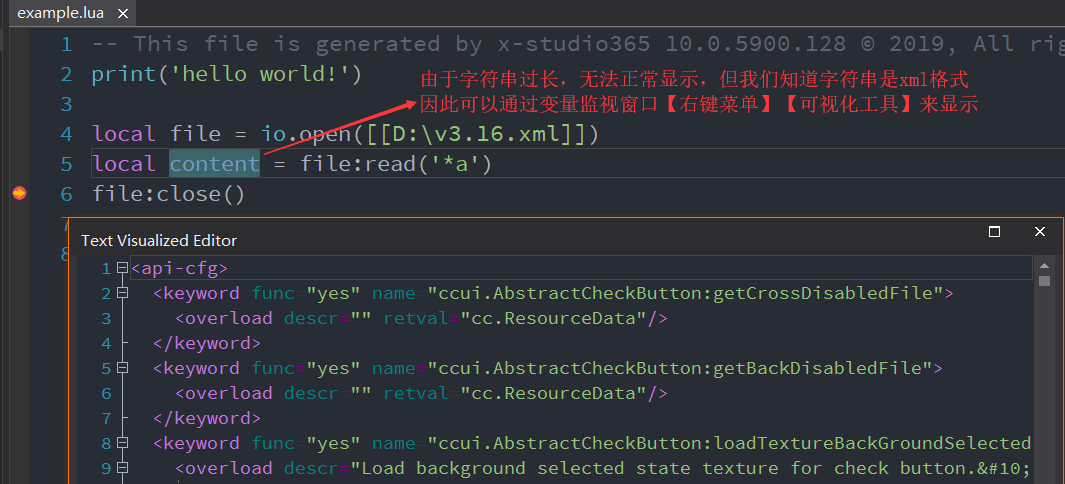 example.lua
1 -- This file is generated by x-studio365 10.0.5900.128 © 2019, All
2 print('hello world!')
由于字符串过长，无法正常显示，但我们知道字符串是xml格式
3
因此可以通过变量监视窗口【右键菜单】【可视化工具】来显示
4 local file = io.open([[D:\v3.16.xml]])
5 local content = file:read('*a')
6 file:close()
Text Visualized Editor
1 <api-cfg>
2 <keyword func="yes" name="ccui.AbstractCheckButton:getCrossDisabledFile">
3 <overload descr="" retval="cc.ResourceData"/>
4 </keyword>
5 <keyword func="yes" name="ccui.AbstractCheckButton:getBackDisabledFile">
6 <overload descr="" retval="cc.ResourceData"/>
7 </keyword>
8 <keyword func="yes" name="ccui.AbstractCheckButton:loadTextureBackGroundSelected
9 <overload descr="Load background selected state texture for check button.&#10;